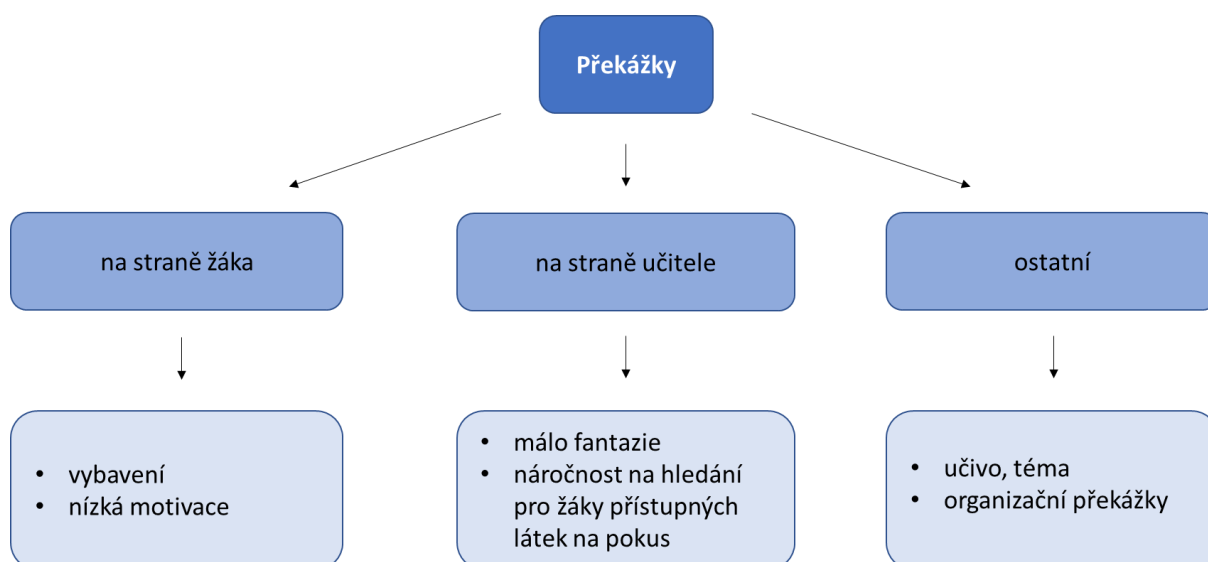 Překážky
na straně žáka
na straně učitele
ostatní
• vybavení
• nízká motivace
• málo fantazie
• náročnost na hledání
pro žáky přístupných
látek na pokus
• učivo, téma
• organizační překážky